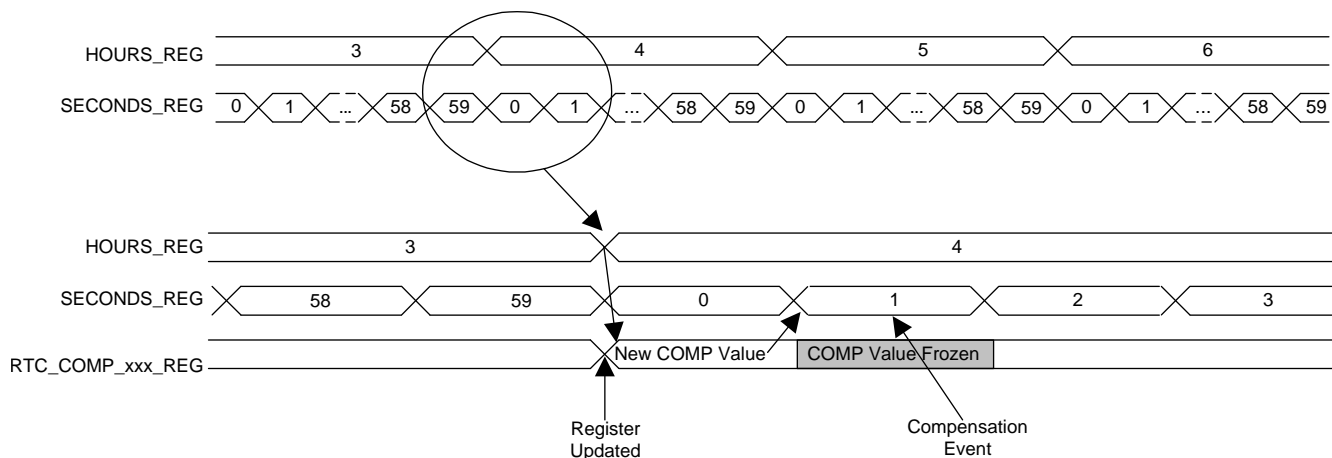 HOURS_REG 3 4 5 6
SECONDS_REG 0 1 ... 58 59 0 1 ... 58 59 0 1 ... 58 59 0 1 ... 58 59
HOURS_REG 3 4
SECONDS_REG 58 59 0 1 2 3
RTC_COMP_xxx_REG New COMP Value COMP Value Frozen
Register Compensation
Updated Event